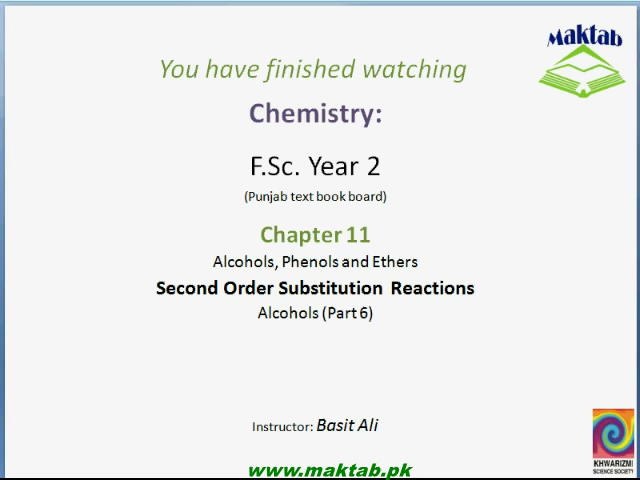 Maktab
You have finished watching
Chemistry:
F.Sc. Year 2
(Punjab text book board)
Chapter 11
Alcohols, Phenols and Ethers
Second Order Substitution Reactions
Alcohols (Part 6)
Instructor: Basit Ali
KHWARIZMI
SCIENCE SOCIETY
www.maktab.pk